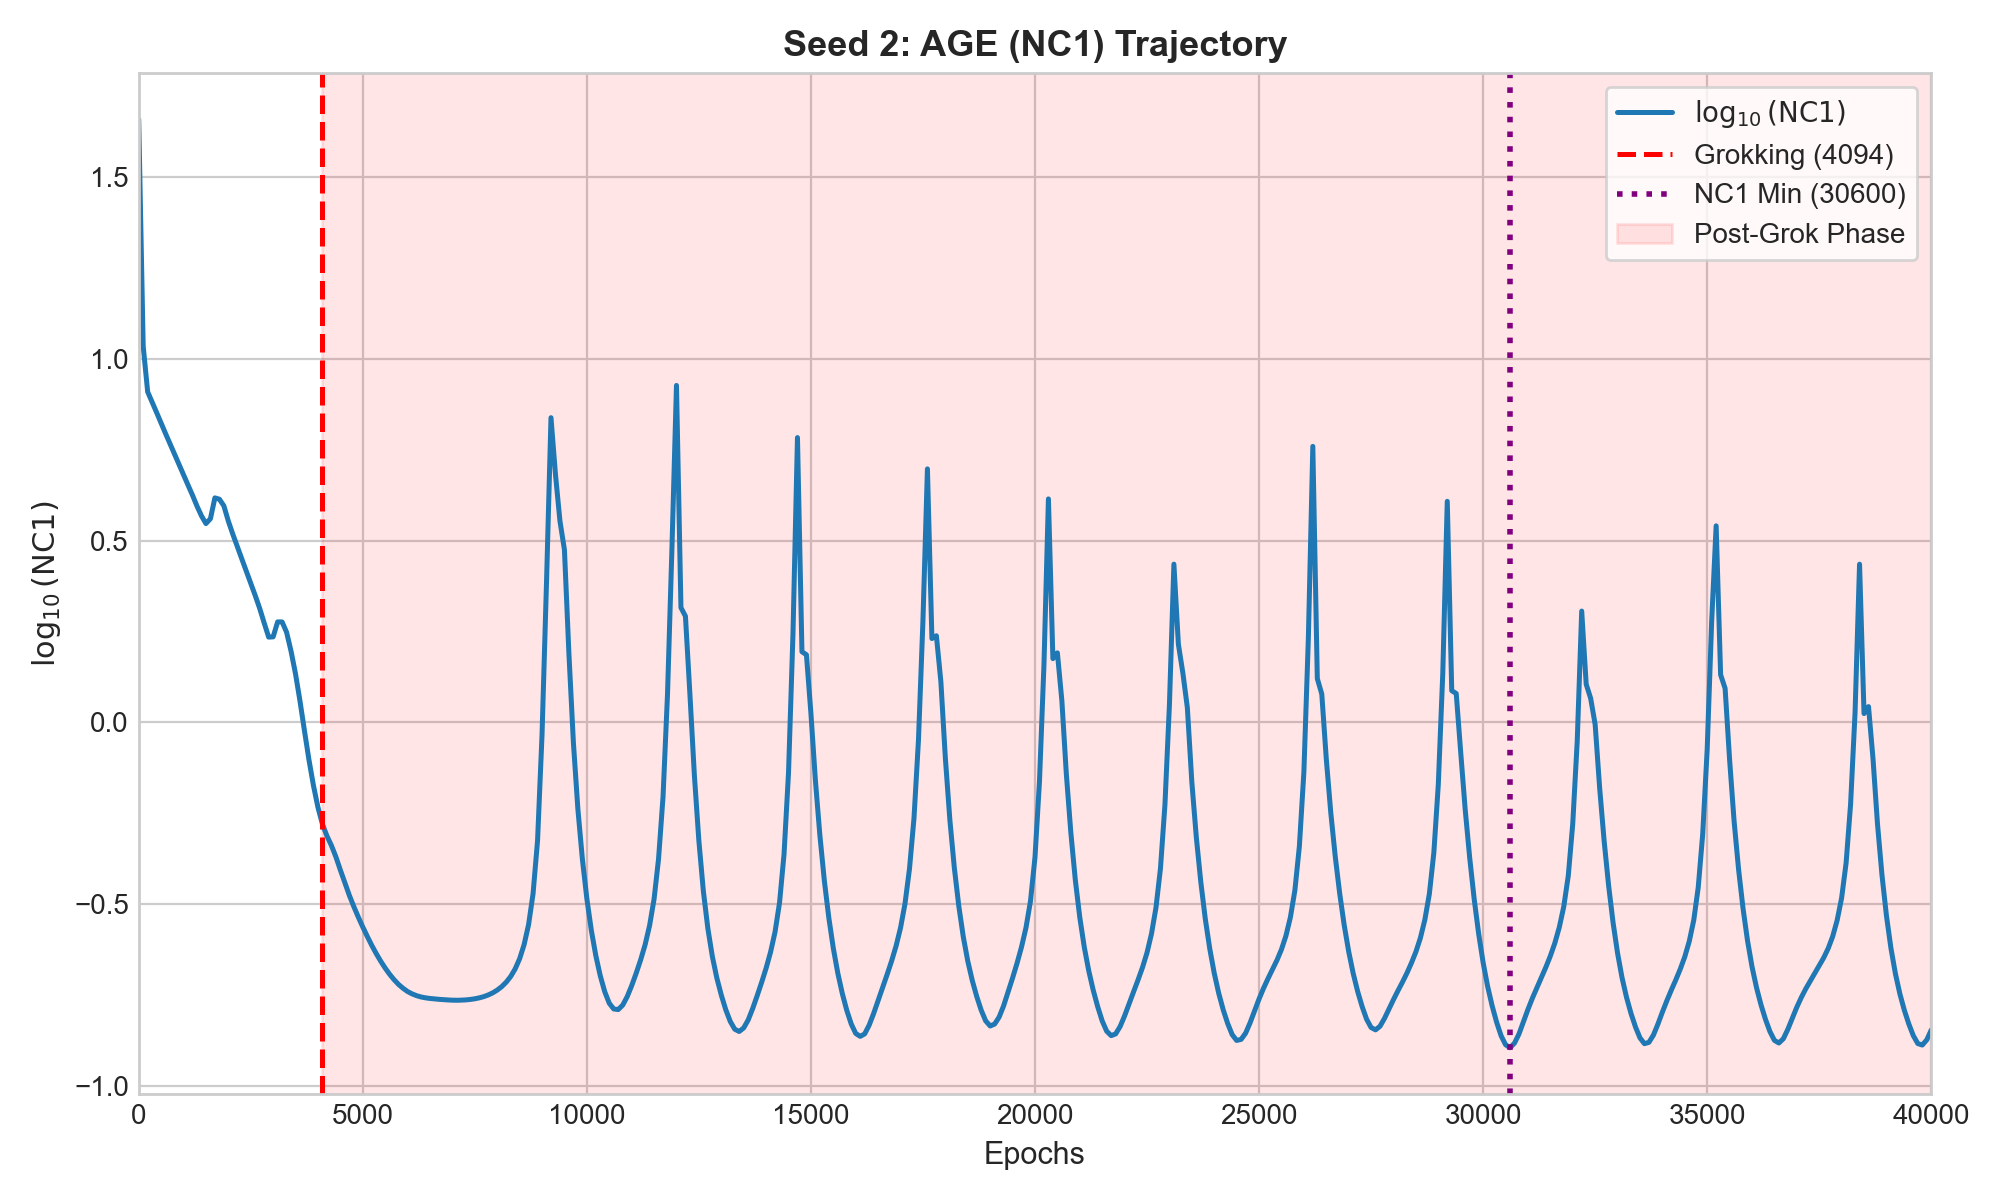 Seed 2: AGE (NC1) Trajectory
log₁₀ (NC1)
Grokking (4094)
NC1 Min (30600)
Post-Grok Phase
log₁₀ (NC1)
1.5
1.0
0.5
0.0
−0.5
−1.0
0 5000 10000 15000 20000 25000 30000 35000 40000
Epochs